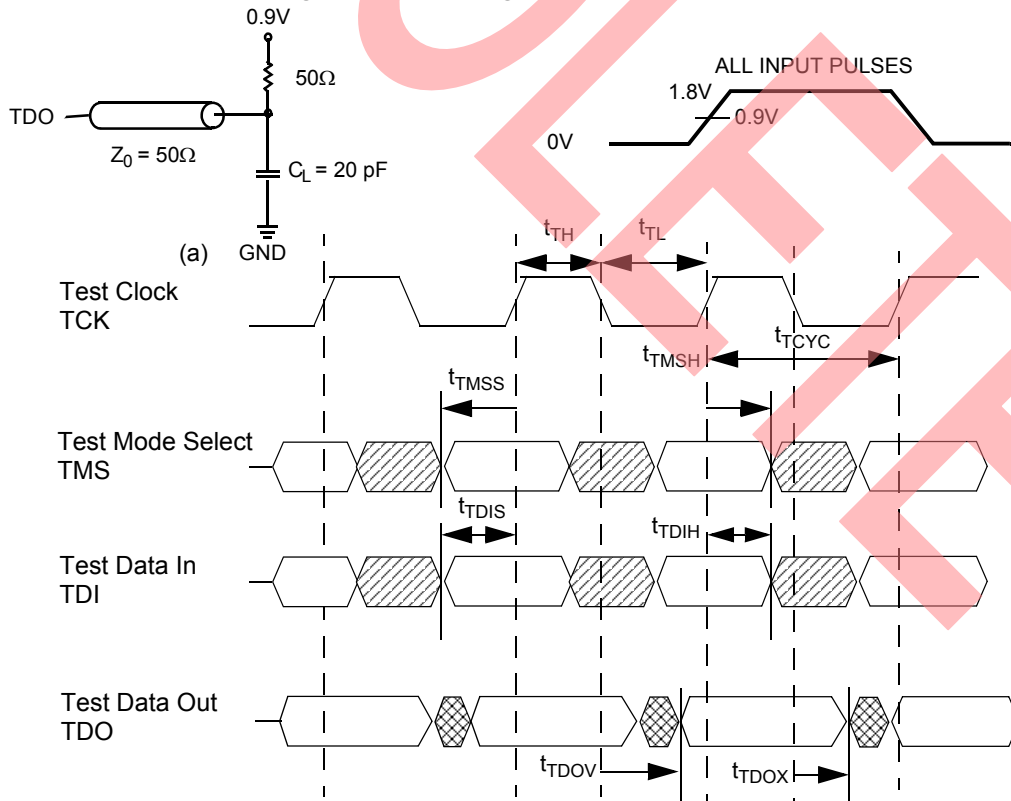 0.9V
50Ω
TDO
Z0 = 50Ω
CL = 20 pF
(a)
GND
ALL INPUT PULSES
1.8V
0.9V
0V
tTH
tTL
Test Clock
TCK
tTCYC
tTMSH
tTMSS
Test Mode Select
TMS
tTDIS
tTDIH
Test Data In
TDI
Test Data Out
TDO
tTDOV
tTDOX